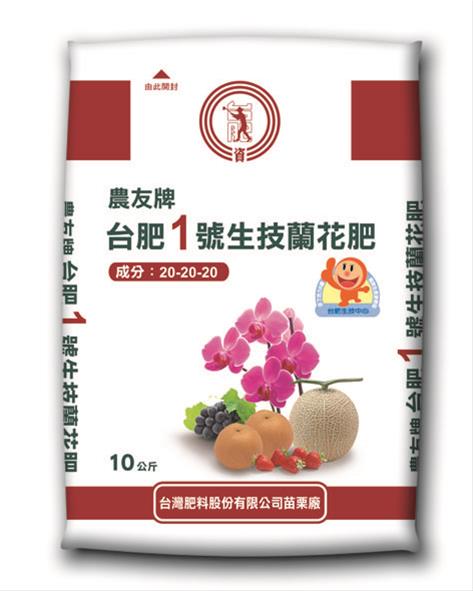 由此開封
資
農友牌
台肥1號生技蘭花肥
成分：20-20-20
台肥生技中心
10公斤
台灣肥料股份有限公司苗栗廠
農友牌 台肥1號生技蘭花肥
農友牌 台肥1號生技蘭花肥